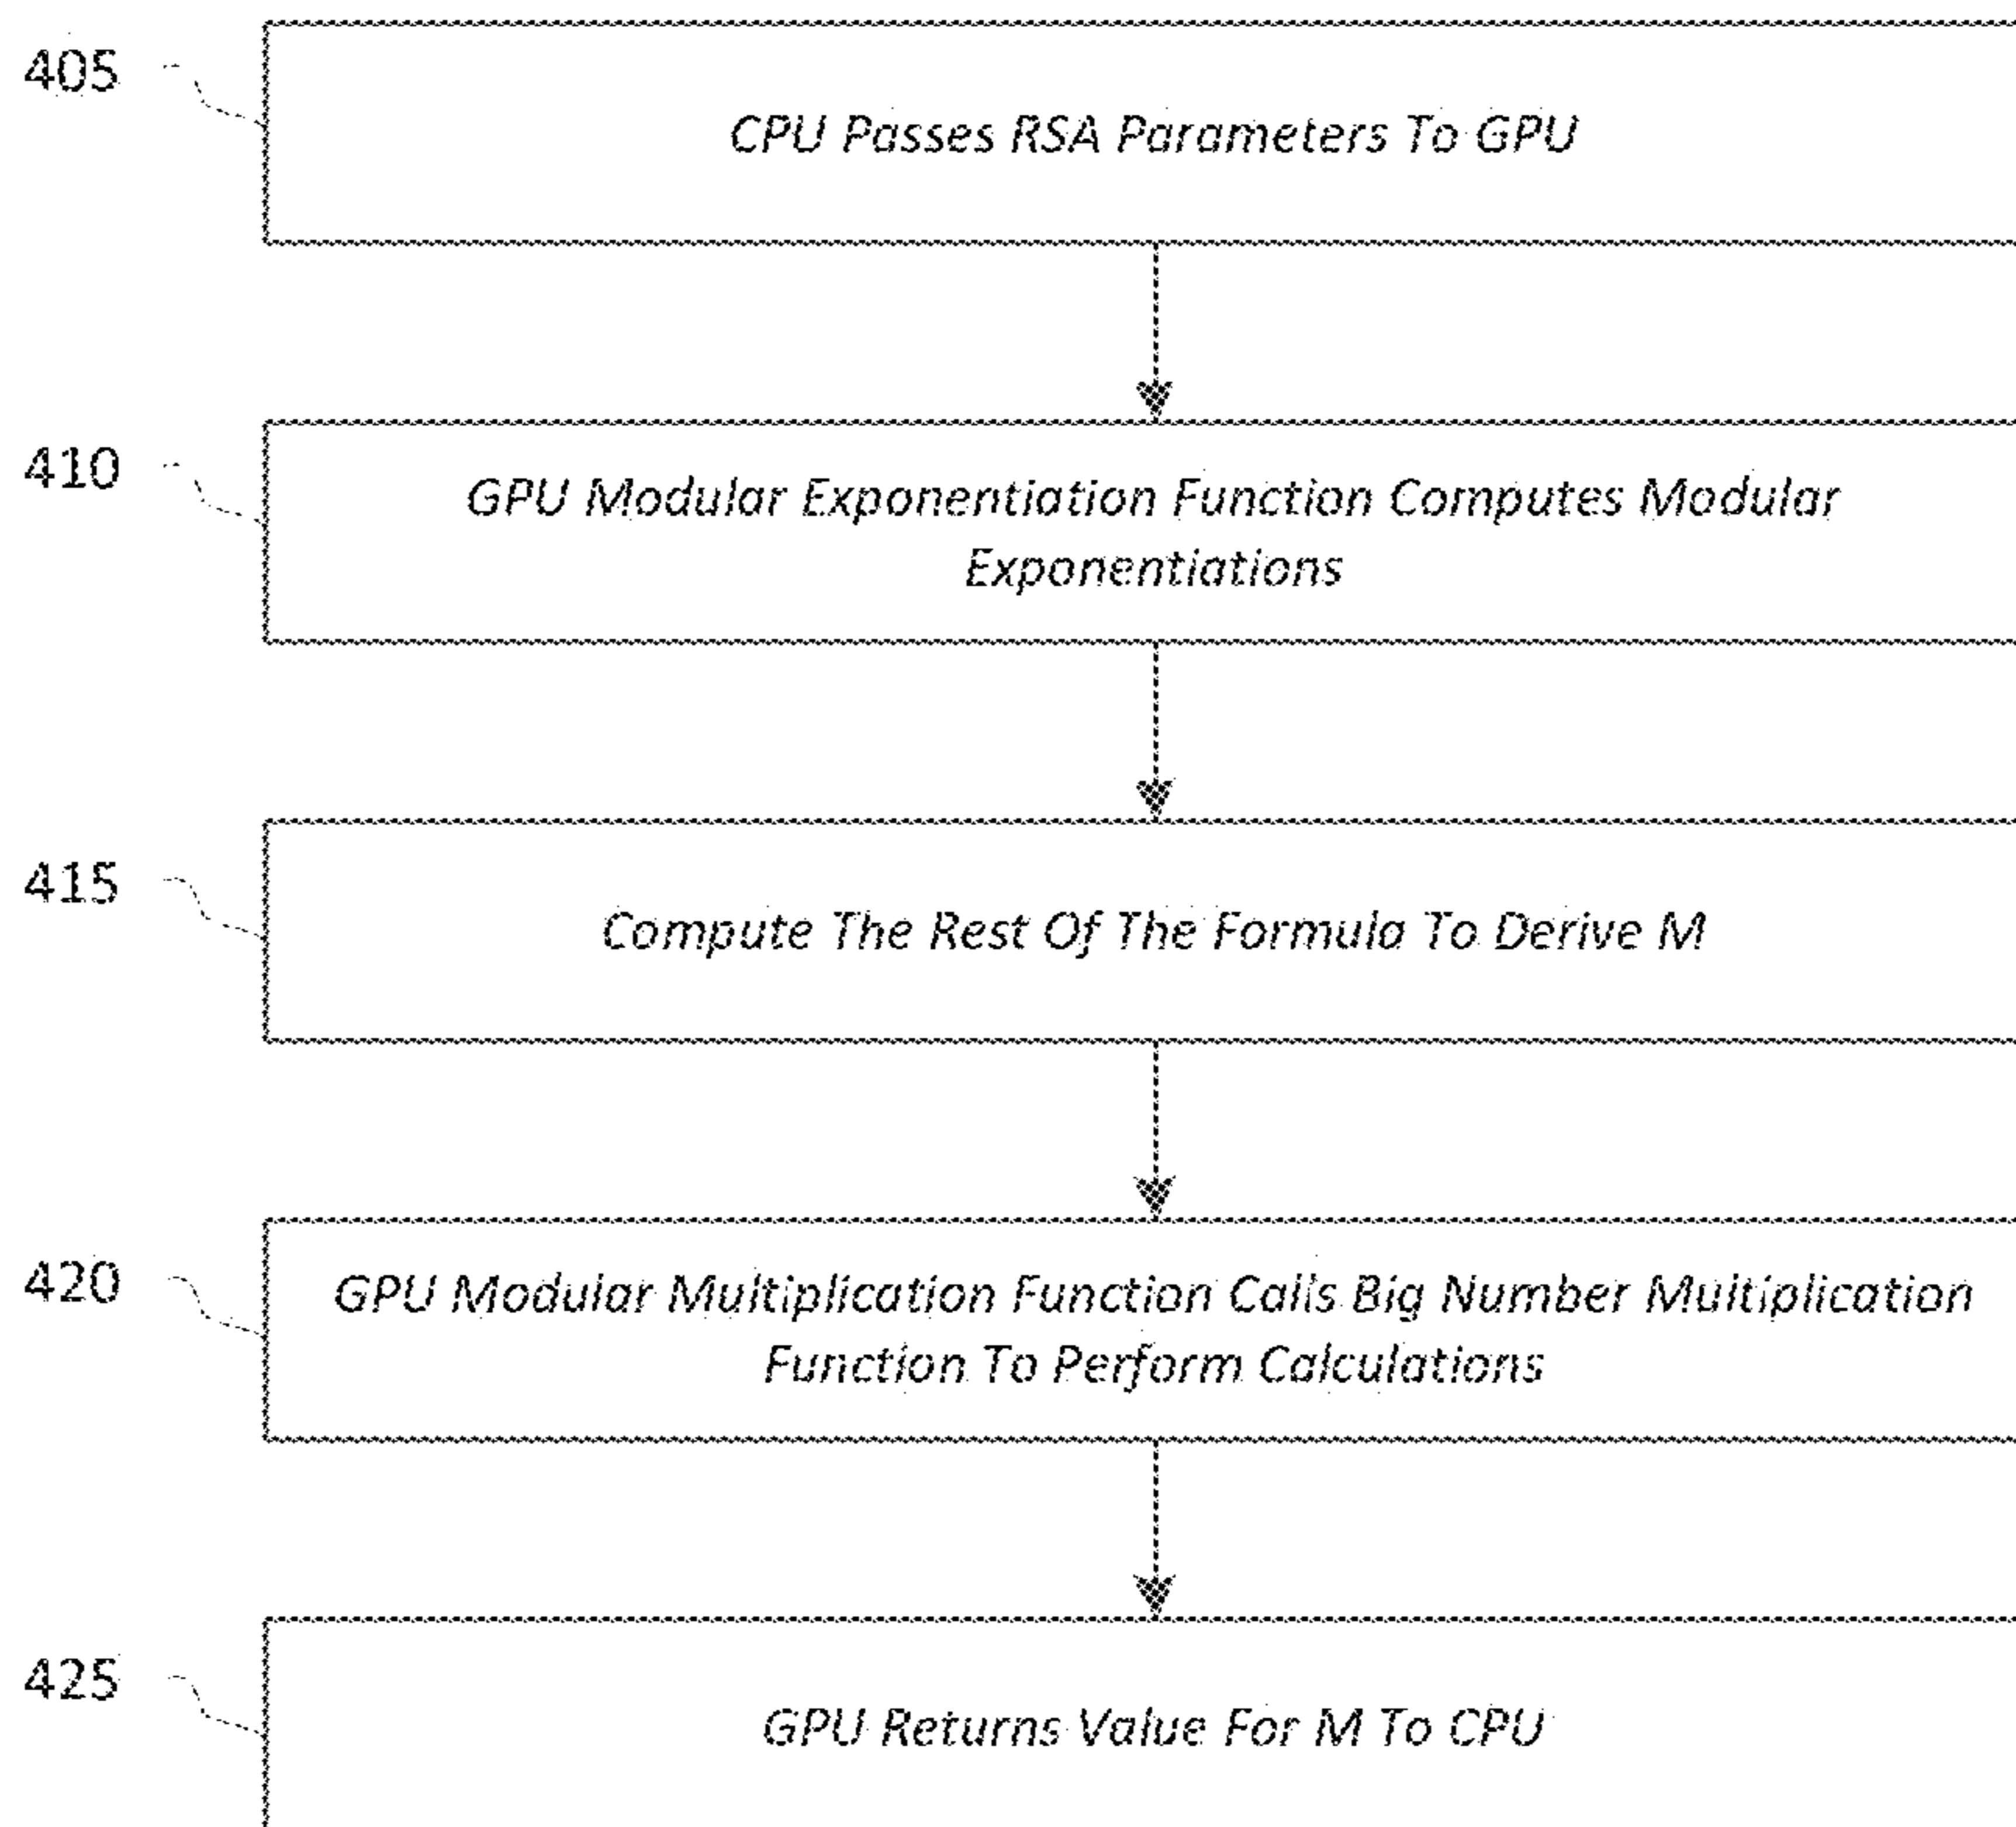 405
CPU Passes RSA Parameters To GPU
410
GPU Modular Exponentiation Function Computes Modular
Exponentiations
415
Compute The Rest Of The Formula To Derive M
420
GPU Modular Multiplication Function Calls Big Number Multiplication
Function To Perform Calculations
425
GPU Returns Value For M To CPU